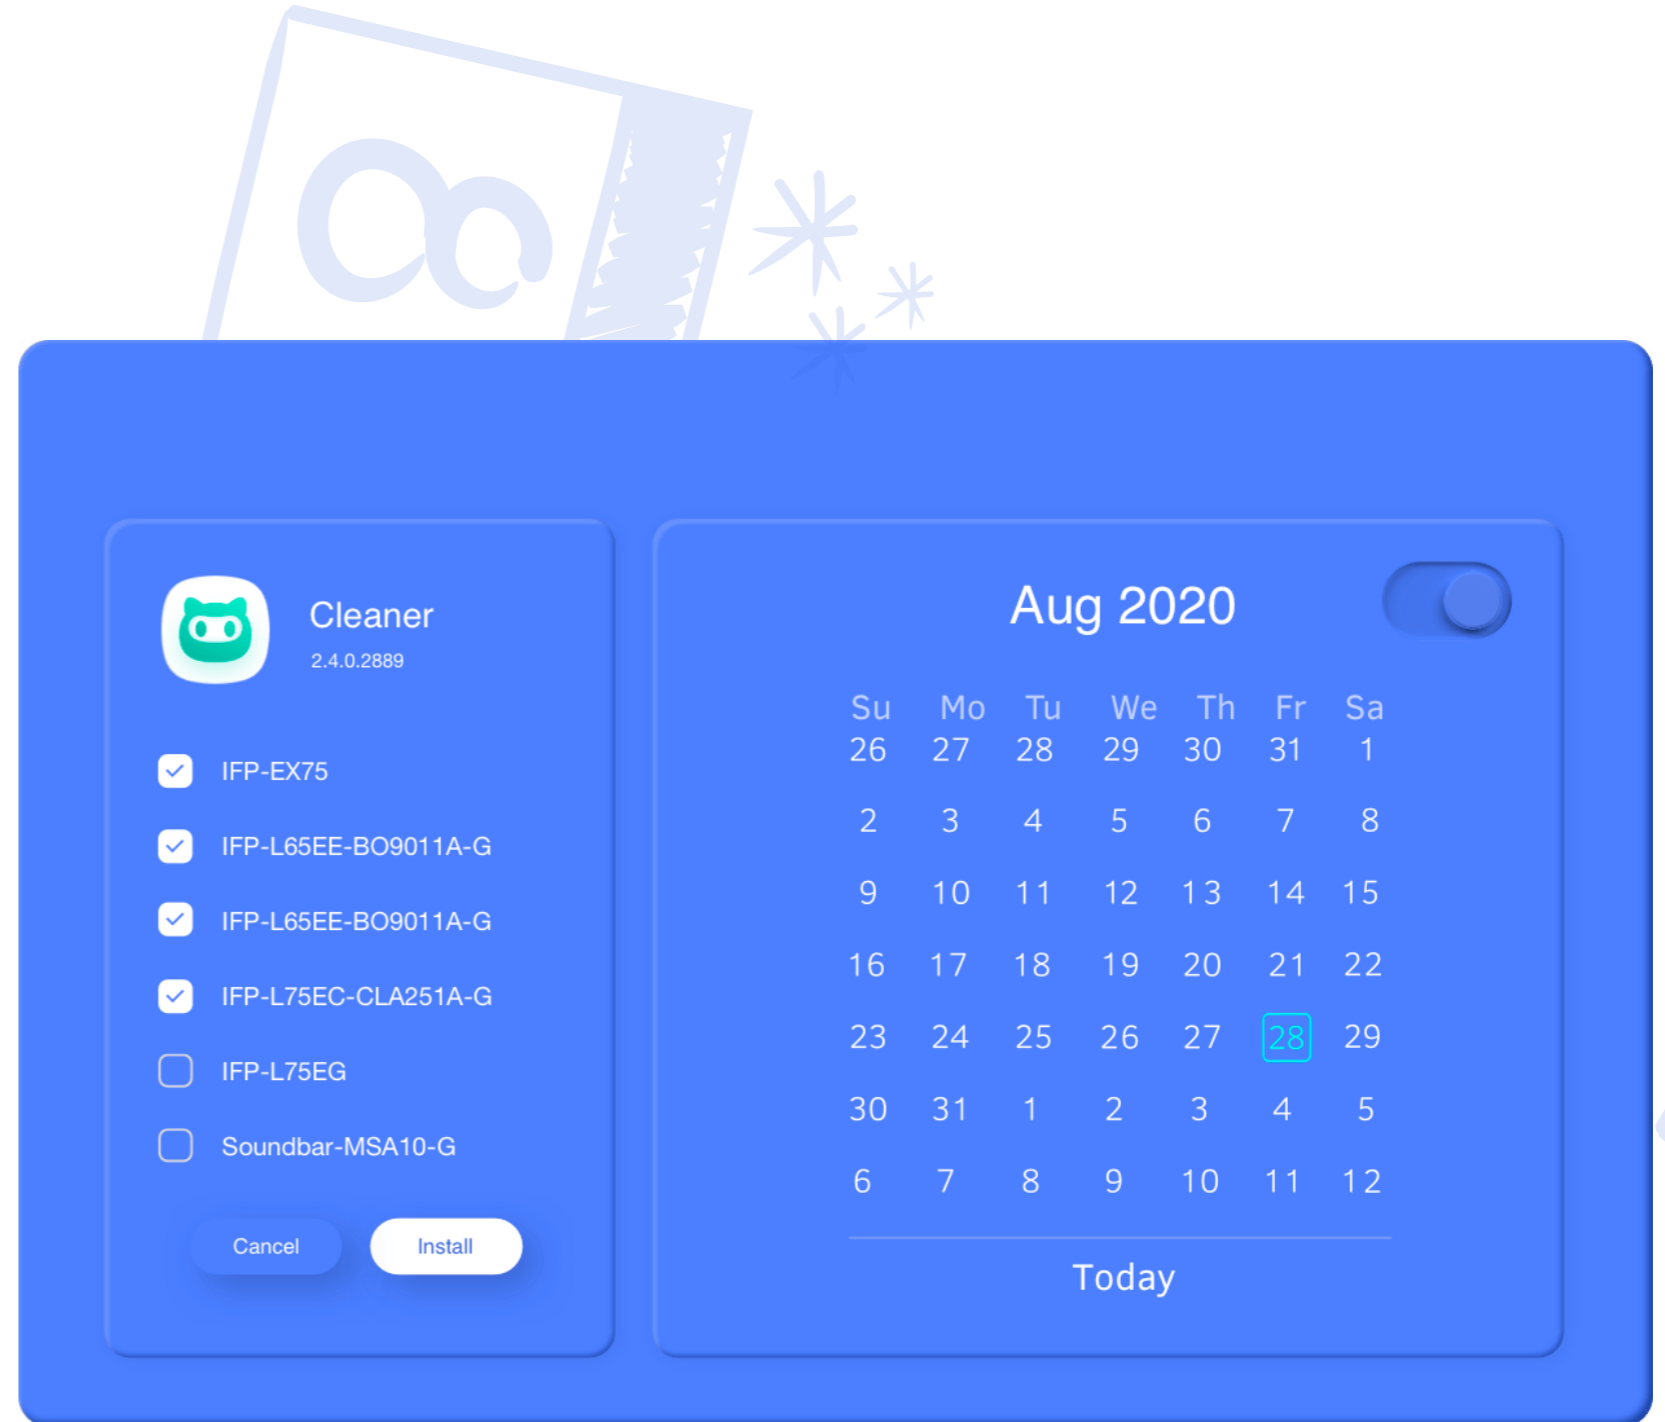 Cleaner
2.4.0.2889
IFP-EX75
IFP-L65EE-BO9011A-G
IFP-L65EE-BO9011A-G
IFP-L75EC-CLA251A-G
IFP-L75EG
Soundbar-MSA10-G
Cancel Install
Aug 2020
Su Mo Tu We Th Fr Sa
26 27 28 29 30 31 1
2 3 4 5 6 7 8
9 10 11 12 13 14 15
16 17 18 19 20 21 22
23 24 25 26 27 28 29
30 31 1 2 3 4 5
6 7 8 9 10 11 12
Today